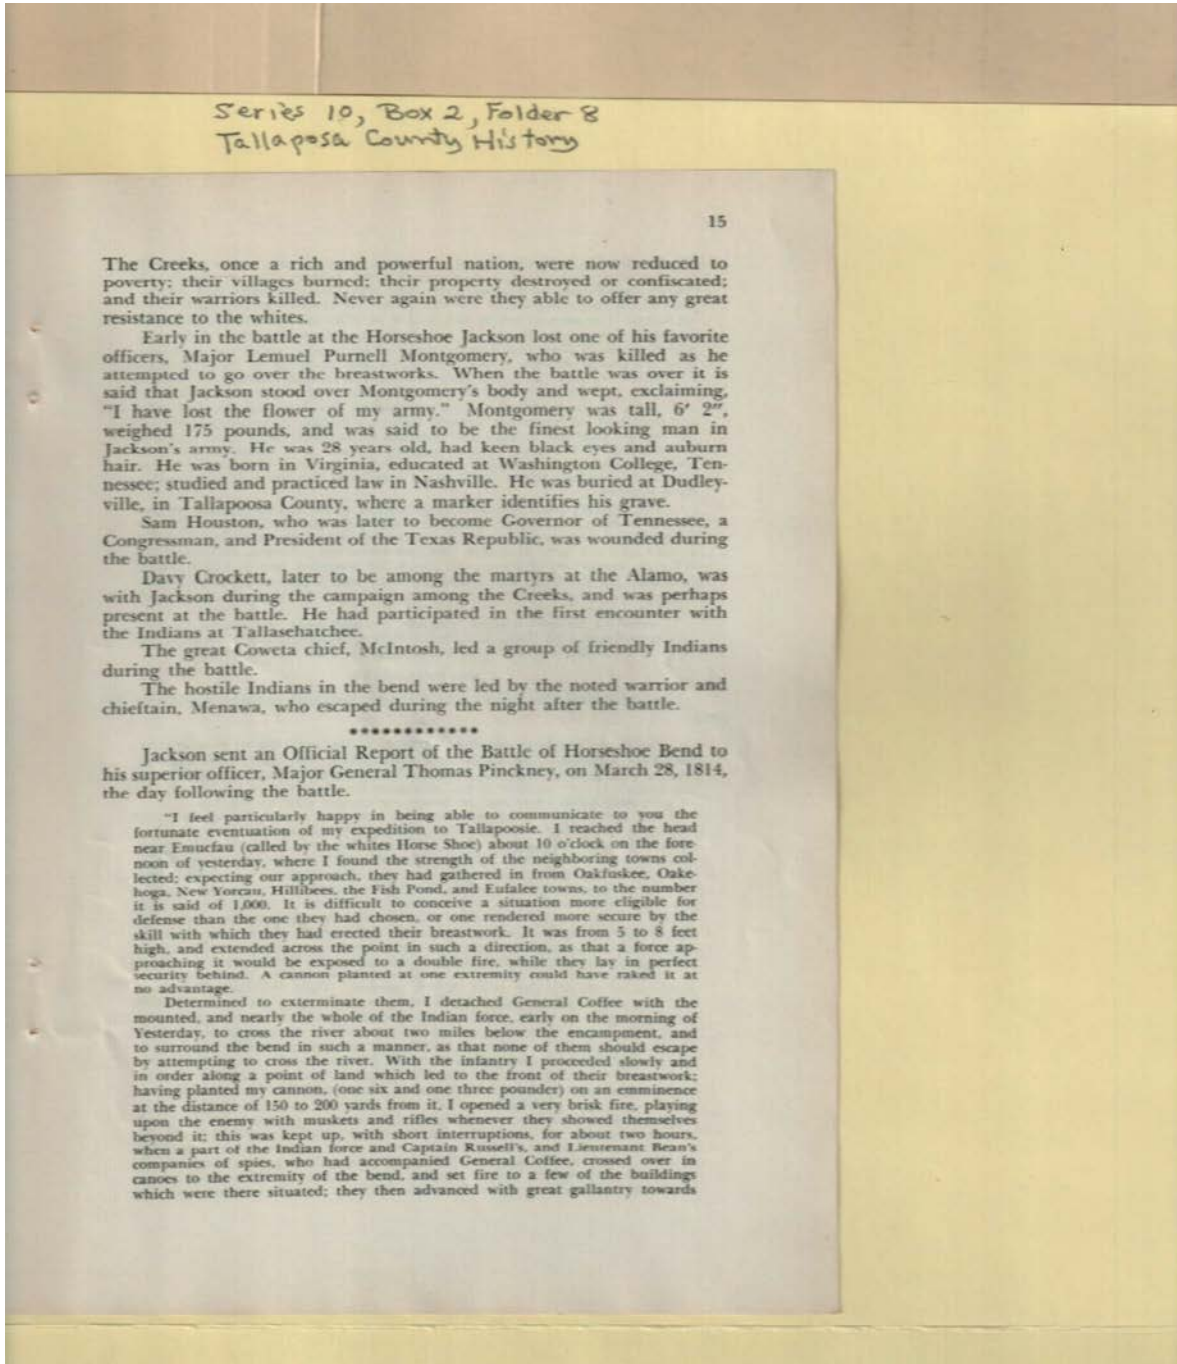 Series 10, Box 2, Folder 8
Tallaposa County History
15
The Creeks, once a rich and powerful nation, were now reduced to
poverty; their villages burned; their property destroyed or confiscated;
and their warriors killed. Never again were they able to offer any great
resistance to the whites.
Early in the battle at the Horseshoe Jackson lost one of his favorite
officers, Major Lemuel Purnell Montgomery, who was killed as he
attempted to go over the breastworks. When the battle was over it is
said that Jackson stood over Montgomery's body and wept, exclaiming,
"I have lost the flower of my army." Montgomery was tall, 6' 2",
weighed 175 pounds, and was said to be the finest looking man in
Jackson's army. He was 28 years old, had keen black eyes and auburn
hair. He was born in Virginia, educated at Washington College, Ten-
nessee; studied and practiced law in Nashville. He was buried at Dudley-
ville, in Tallapoosa County, where a marker identifies his grave.
Sam Houston, who was later to become Governor of Tennessee, a
Congressman, and President of the Texas Republic, was wounded during
the battle.
Davy Crockett, later to be among the martyrs at the Alamo, was
with Jackson during the campaign among the Creeks, and was perhaps
present at the battle. He had participated in the first encounter with
the Indians at Tallasehatchee.
The great Coweta chief, McIntosh, led a group of friendly Indians
during the battle.
The hostile Indians in the bend were led by the noted warrior and
chieftain, Menawa, who escaped during the night after the battle.
************
Jackson sent an Official Report of the Battle of Horseshoe Bend to
his superior officer, Major General Thomas Pinckney, on March 28, 1814,
the day following the battle.
"I feel particularly happy in being able to communicate to you the
fortunate eventuation of my expedition to Tallapoosie. I reached the head
near Emucfau (called by the whites Horse Shoe) about 10 o'clock on the fore-
noon of yesterday, where I found the strength of the neighboring towns col-
lected; expecting our approach, they had gathered in from Oakfuskee, Oake-
hoga, New Yorcau, Hillibees, the Fish Pond, and Eufalee towns, to the number
it is said of 1,000. It is difficult to conceive a situation more eligible for
defense than the one they had chosen, or one rendered more secure by the
skill with which they had erected their breastwork. It was from 5 to 8 feet
high, and extended across the point in such a direction, as that a force ap-
proaching it would be exposed to a double fire, while they lay in perfect
security behind. A cannon planted at one extremity could have raked it at
no advantage.
Determined to exterminate them, I detached General Coffee with the
mounted, and nearly the whole of the Indian force, early on the morning of
Yesterday, to cross the river about two miles below the encampment, and
to surround the bend in such a manner, as that none of them should escape
by attempting to cross the river. With the infantry I proceeded slowly and
in order along a point of land which led to the front of their breastwork;
having planted my cannon, (one six and one three pounder) on an emminence
at the distance of 150 to 200 yards from it, I opened a very brisk fire, playing
upon the enemy with muskets and rifles whenever they showed themselves
beyond it; this was kept up, with short interruptions, for about two hours,
when a part of the Indian force and Captain Russell's, and Lieutenant Bean's
companies of spies, who had accompanied General Coffee, crossed over in
canoes to the extremity of the bend, and set fire to a few of the buildings
which were there situated; they then advanced with great gallantry towards